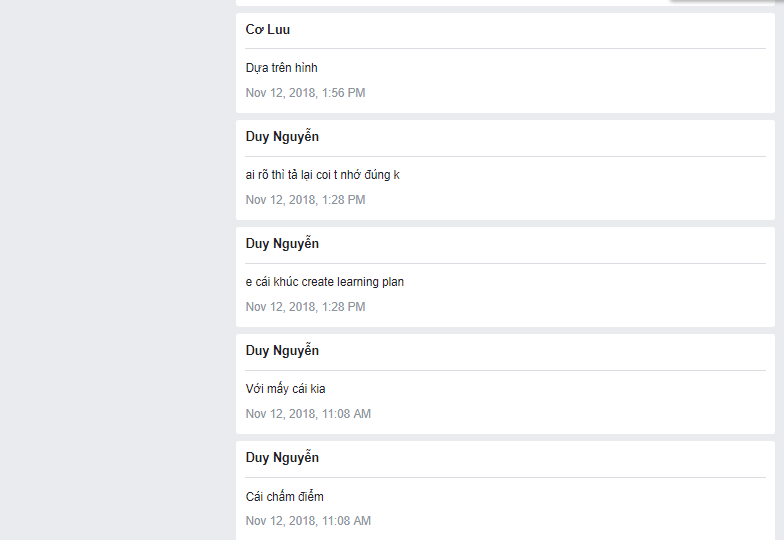 Cơ Luu
Dựa trên hình
Nov 12, 2018, 1:56 PM
Duy Nguyễn
ai rõ thì tả lại coi t nhớ đúng k
Nov 12, 2018, 1:28 PM
Duy Nguyễn
e cái khúc create learning plan
Nov 12, 2018, 1:28 PM
Duy Nguyễn
Với mấy cái kia
Nov 12, 2018, 11:08 AM
Duy Nguyễn
Cái chấm điểm
Nov 12, 2018, 11:08 AM